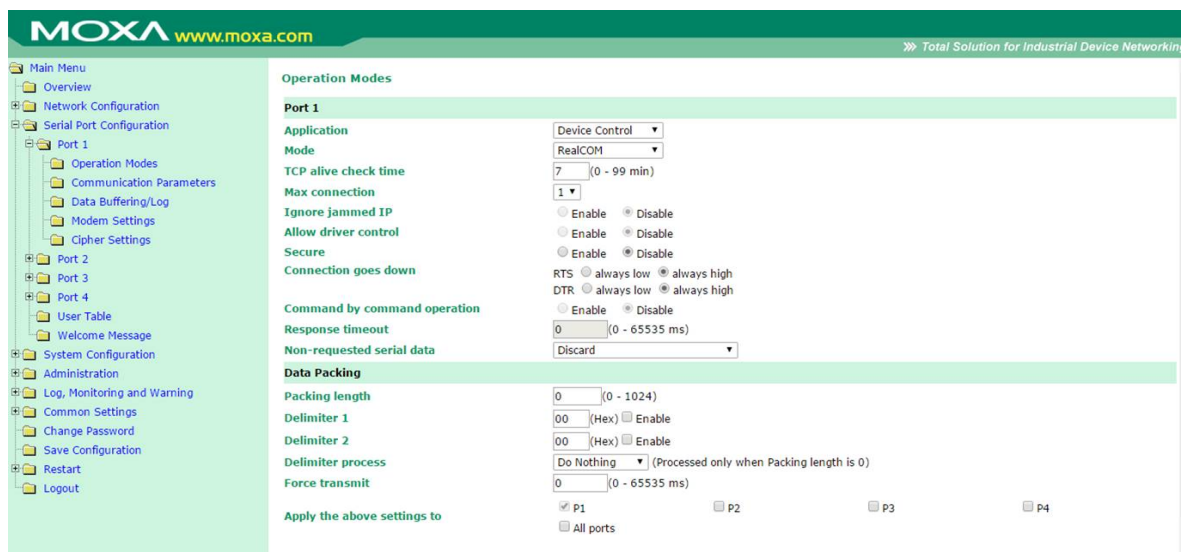 MOXA www.moxa.com
Total Solution for Industrial Device Networking
Main Menu
Overview
Network Configuration
Serial Port Configuration
Port 1
Operation Modes
Communication Parameters
Data Buffering/Log
Modem Settings
Cipher Settings
Port 2
Port 3
Port 4
User Table
Welcome Message
System Configuration
Administration
Log, Monitoring and Warning
Common Settings
Change Password
Save Configuration
Restart
Logout
Operation Modes
Port 1
Application Device Control
Mode RealCOM
TCP alive check time 7 (0 - 99 min)
Max connection 1
Ignore jammed IP Enable Disable
Allow driver control Enable Disable
Secure Enable Disable
Connection goes down RTS always low always high
DTR always low always high
Command by command operation Enable Disable
Response timeout 0 (0 - 65535 ms)
Non-requested serial data Discard
Data Packing
Packing length 0 (0 - 1024)
Delimiter 1 00 (Hex) Enable
Delimiter 2 00 (Hex) Enable
Delimiter process Do Nothing (Processed only when Packing length is 0)
Force transmit 0 (0 - 65535 ms)
Apply the above settings to P1 P2 P3 P4
All ports